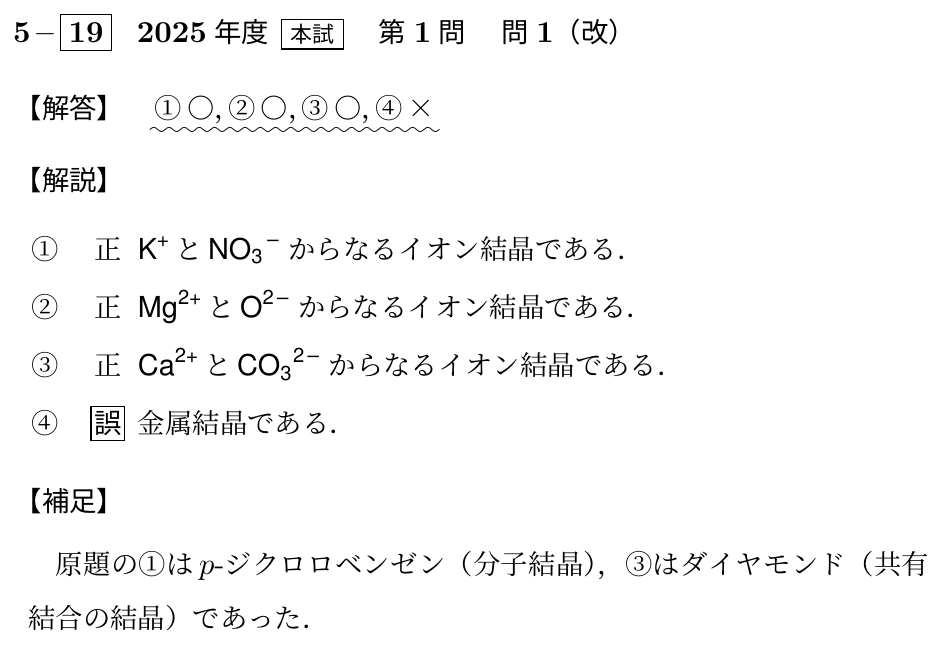 5－19 2025 年度 本試 第 1 問 問 1（改）
【解答】 ①○, ②○, ③○, ④×
【解説】
① 正 K⁺ と NO₃⁻ からなるイオン結晶である．
② 正 Mg²⁺ と O²⁻ からなるイオン結晶である．
③ 正 Ca²⁺ と CO₃²⁻ からなるイオン結晶である．
④ 誤 金属結晶である．
【補足】
原題の①は p-ジクロロベンゼン（分子結晶），③はダイヤモンド（共有
結合の結晶）であった．